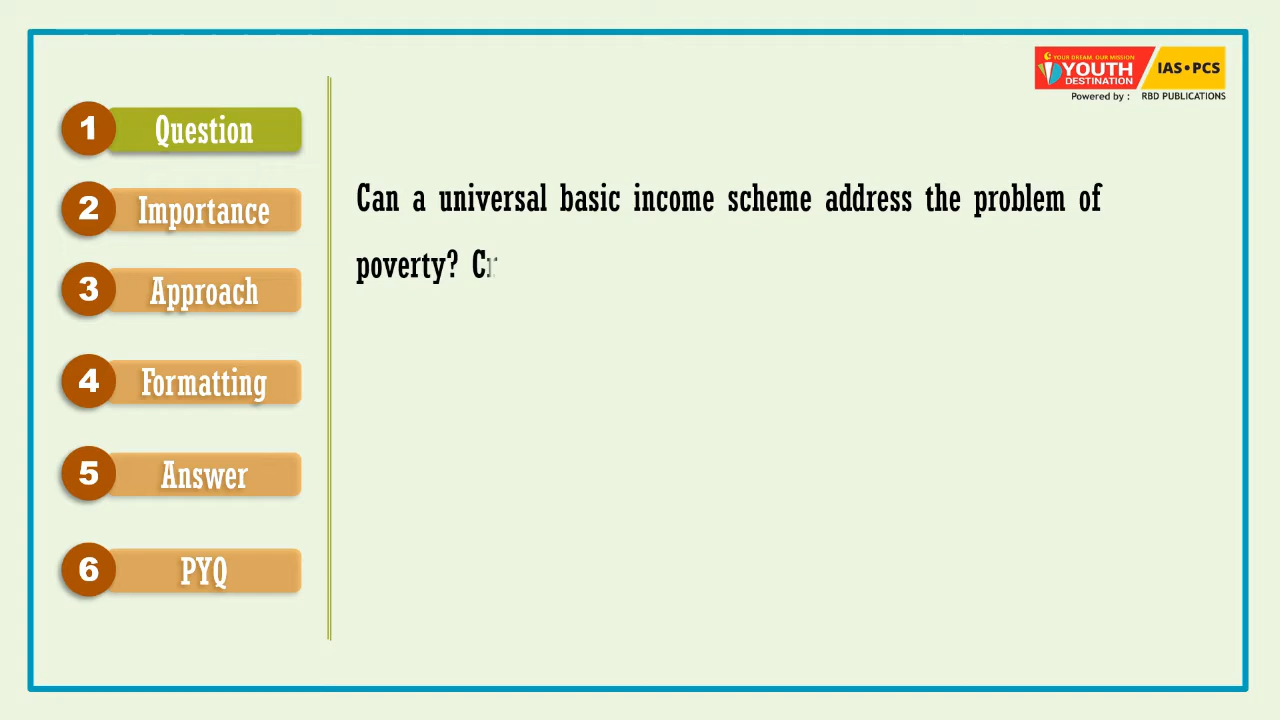 YOUR DREAM. OUR MISSION
YOUTH
DESTINATION
IAS•PCS
Powered by : RBD PUBLICATIONS
1 Question
2 Importance
3 Approach
4 Formatting
5 Answer
6 PYQ
Can a universal basic income scheme address the problem of
poverty? Cr